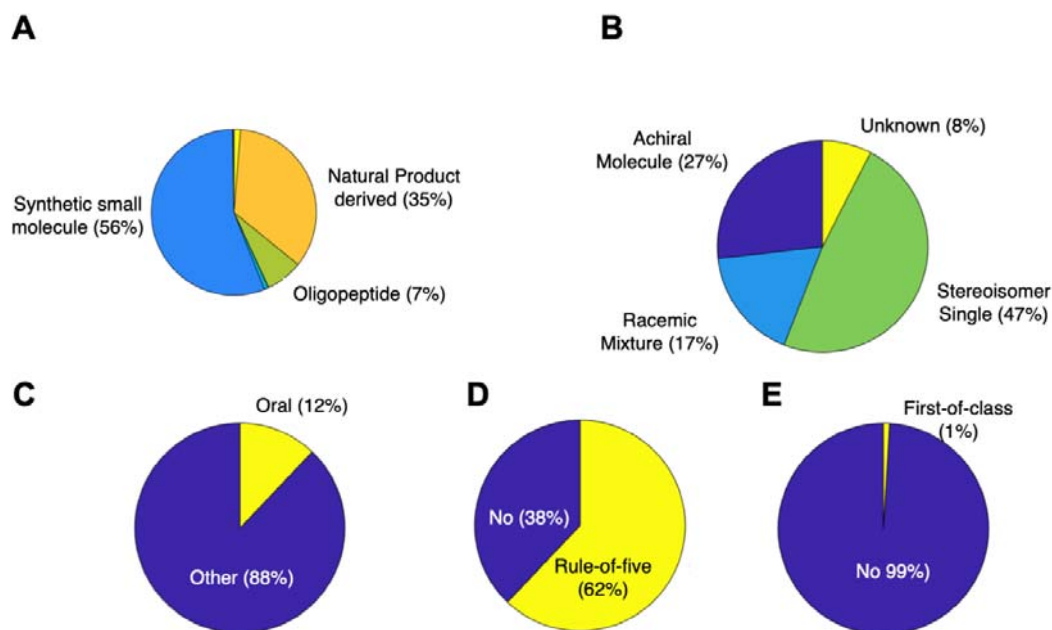 A
B
Synthetic small
molecule (56%)
Natural Product
derived (35%)
Oligopeptide (7%)
Achiral
Molecule (27%)
Unknown (8%)
Racemic
Mixture (17%)
Stereoisomer
Single (47%)
C
D
E
Oral (12%)
Other (88%)
No (38%)
Rule-of-five
(62%)
First-of-class
(1%)
No 99%)